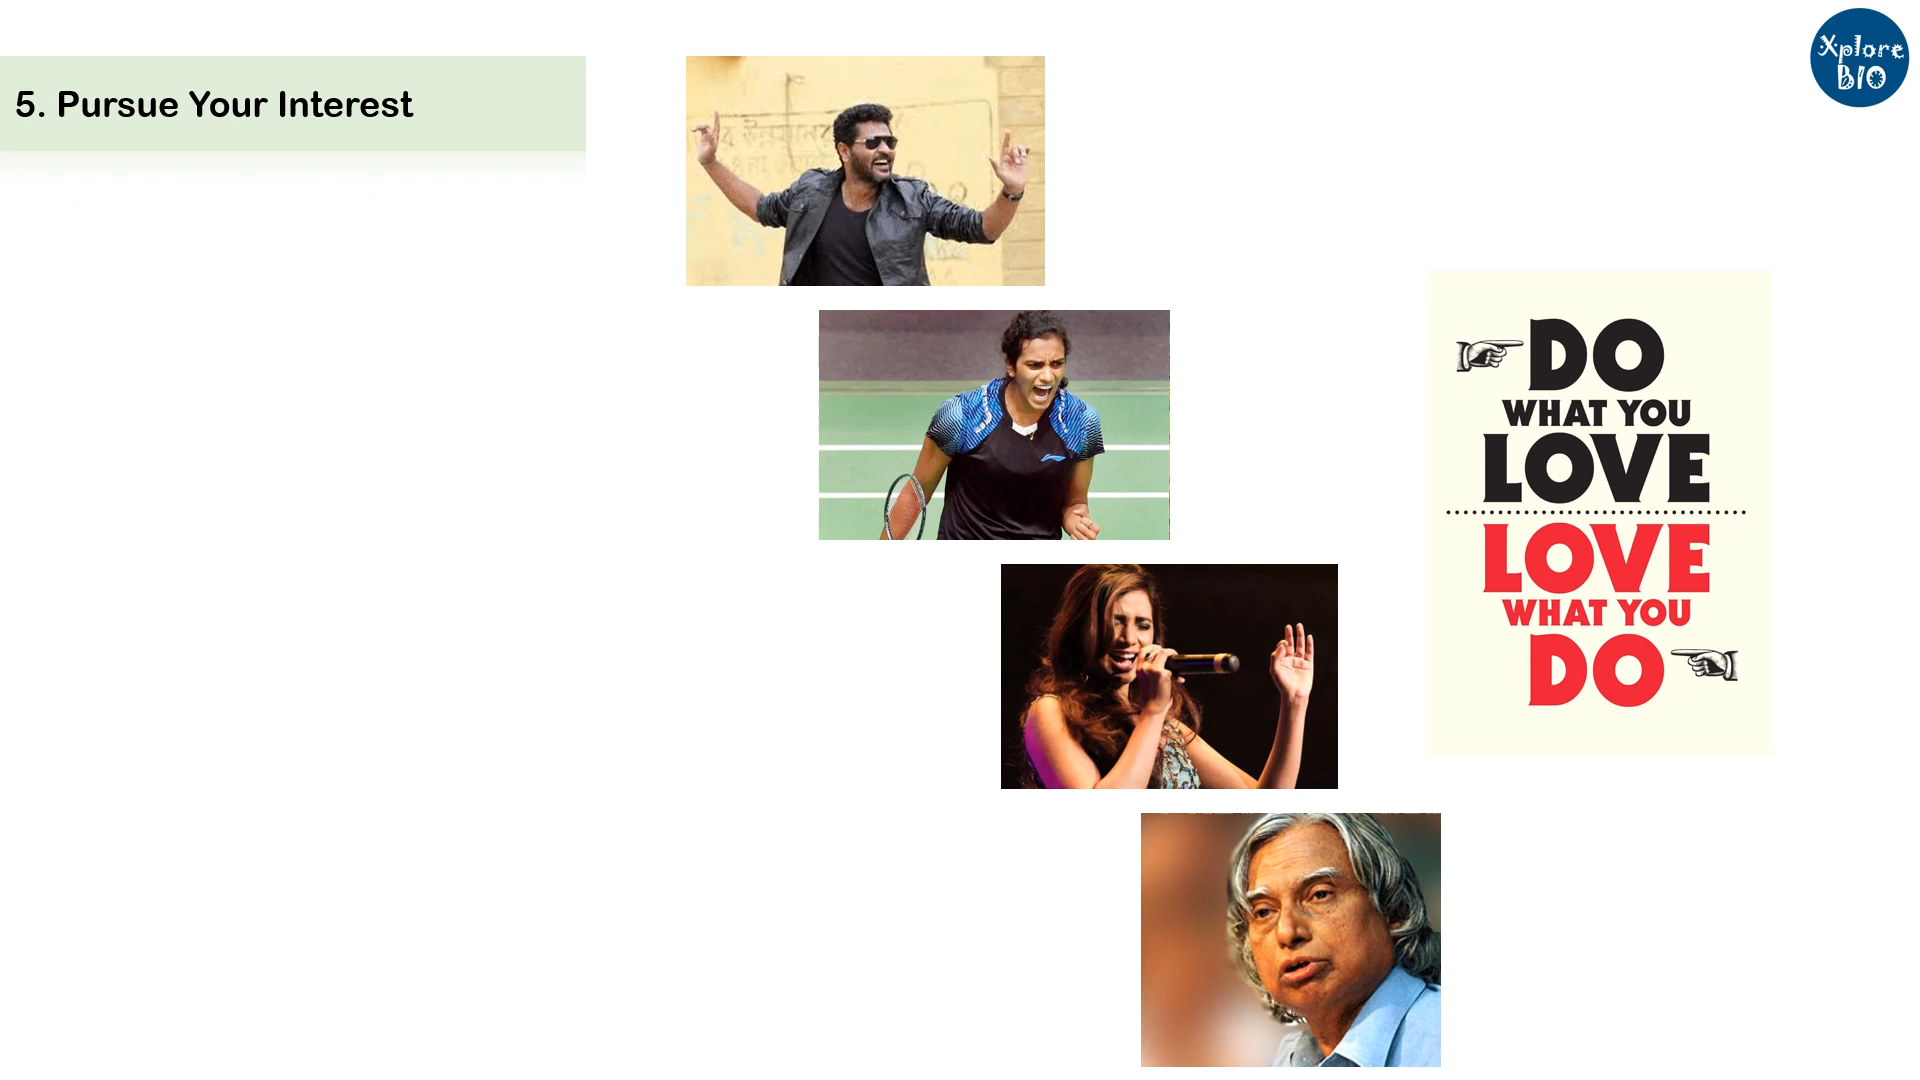 5. Pursue Your Interest
Xplore
BIO
DO
WHAT YOU
LOVE
LOVE
WHAT YOU
DO